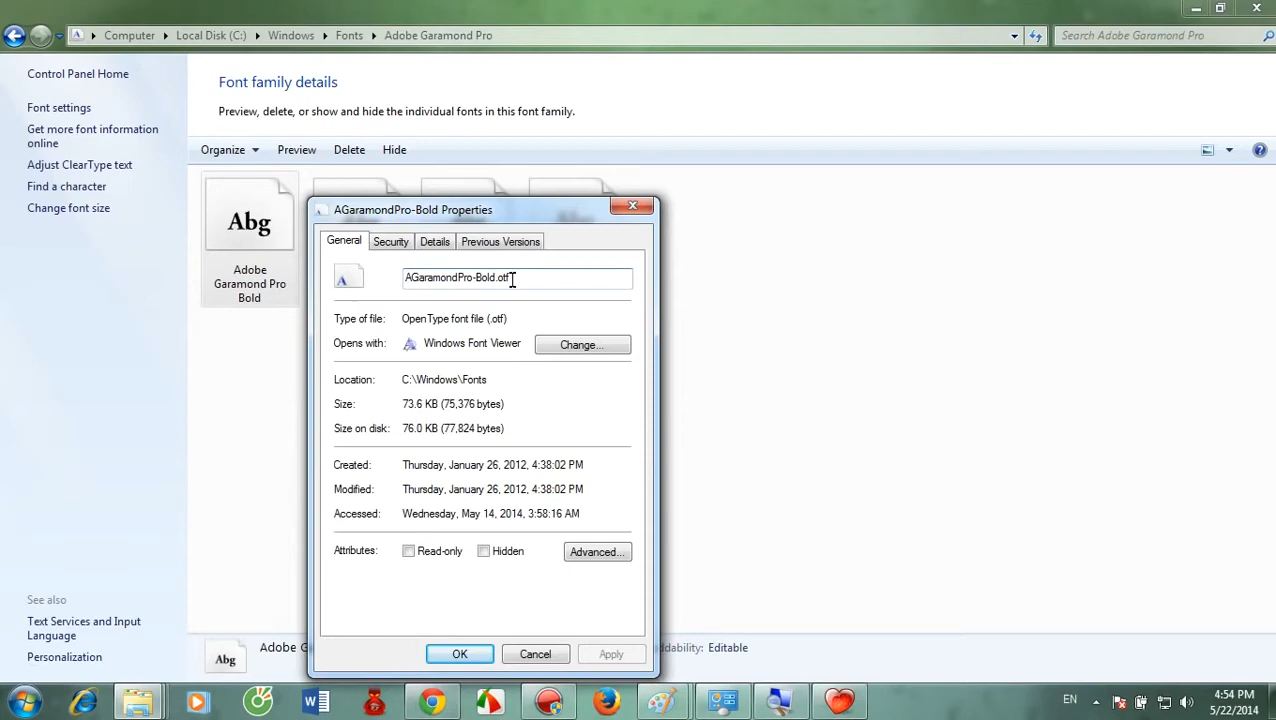 Computer Local Disk (C:) Windows Fonts Adobe Garamond Pro Search Adobe Garamond Pro
Control Panel Home
Font settings
Get more font information
online
Adjust ClearType text
Find a character
Change font size
Font family details
Preview, delete, or show and hide the individual fonts in this font family.
Organize Preview Delete Hide
Abg
Adobe
Garamond Pro
Bold
AGaramondPro-Bold Properties
General Security Details Previous Versions
AGaramondPro-Bold.otf
Type of file: OpenType font file (.otf)
Opens with: Windows Font Viewer Change...
Location: C:\Windows\Fonts
Size: 73.6 KB (75,376 bytes)
Size on disk: 76.0 KB (77,824 bytes)
Created: Thursday, January 26, 2012, 4:38:02 PM
Modified: Thursday, January 26, 2012, 4:38:02 PM
Accessed: Wednesday, May 14, 2014, 3:58:16 AM
Attributes: Read-only Hidden Advanced...
OK Cancel Apply
See also
Text Services and Input
Language
Personalization
Abg
Editable
EN
4:54 PM
5/22/2014